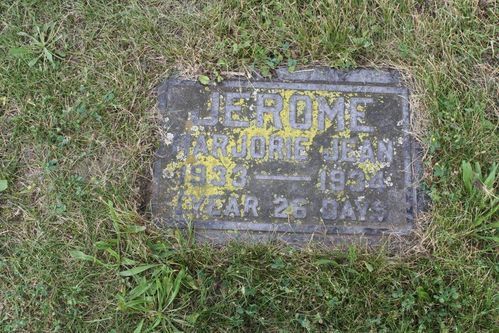 JEROME
MARJORIE JEAN
1933 — 1934
1 YEAR 26 DAYS